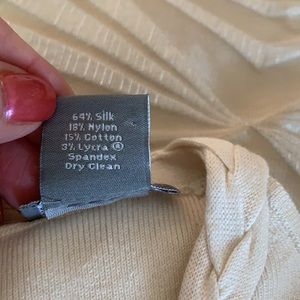 64% Silk
18% Nylon
15% Cotton
3% Lycra ®
Spandex
Dry Clean